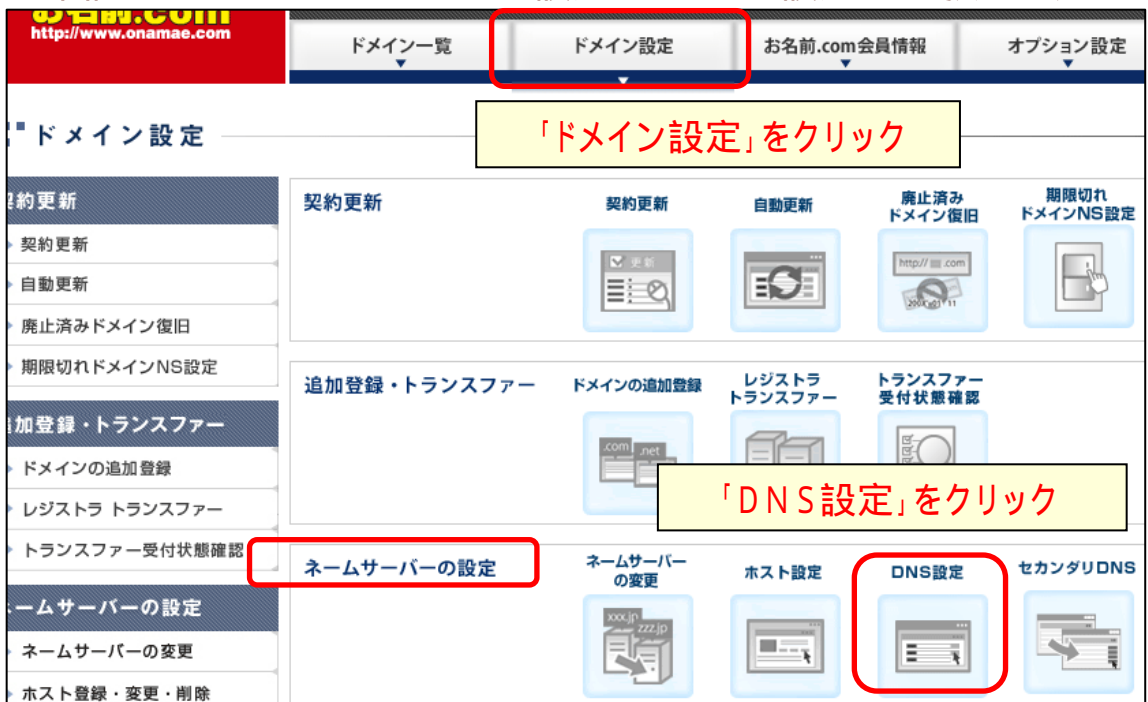 お名前.com
http://www.onamae.com
ドメイン一覧
ドメイン設定
お名前.com会員情報
オプション設定
「ドメイン設定」をクリック
ドメイン設定
契約更新
契約更新
自動更新
廃止済みドメイン復旧
期限切れドメインNS設定
契約更新
契約更新
自動更新
廃止済み
ドメイン復旧
期限切れ
ドメインNS設定
更新
http:// .com
追加登録・トランスファー
ドメインの追加登録
レジストラ トランスファー
トランスファー受付状態確認
追加登録・トランスファー
ドメインの追加登録
レジストラ
トランスファー
トランスファー
受付状態確認
.com .net
「DNS設定」をクリック
ネームサーバーの設定
ネームサーバーの変更
ホスト登録・変更・削除
ネームサーバーの設定
ネームサーバー
の変更
ホスト設定
DNS設定
セカンダリDNS
xxx.jp
zzz.jp